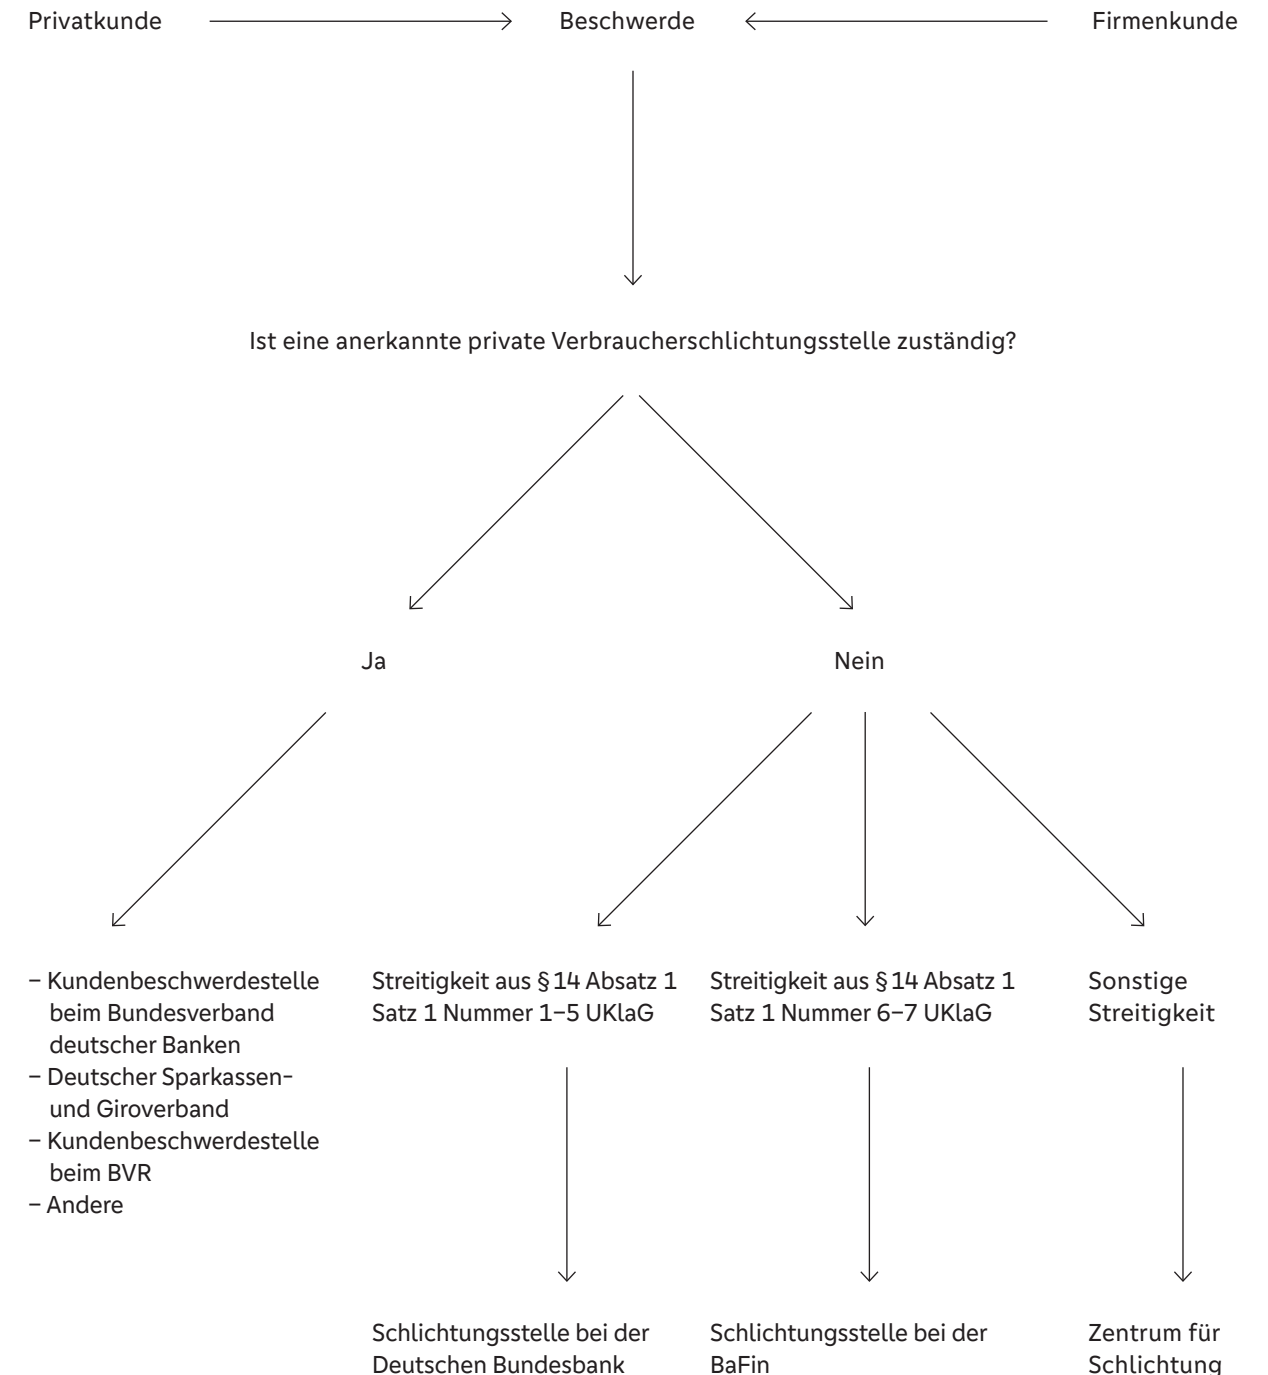 Privatkunde
Beschwerde
Firmenkunde
Ist eine anerkannte private Verbraucherschlichtungsstelle zuständig?
Ja
Nein
– Kundenbeschwerdestelle
beim Bundesverband
deutscher Banken
– Deutscher Sparkassen-
und Giroverband
– Kundenbeschwerdestelle
beim BVR
– Andere
Streitigkeit aus § 14 Absatz 1
Satz 1 Nummer 1–5 UKlaG
Streitigkeit aus § 14 Absatz 1
Satz 1 Nummer 6–7 UKlaG
Sonstige
Streitigkeit
Schlichtungsstelle bei der
Deutschen Bundesbank
Schlichtungsstelle bei der
BaFin
Zentrum für
Schlichtung